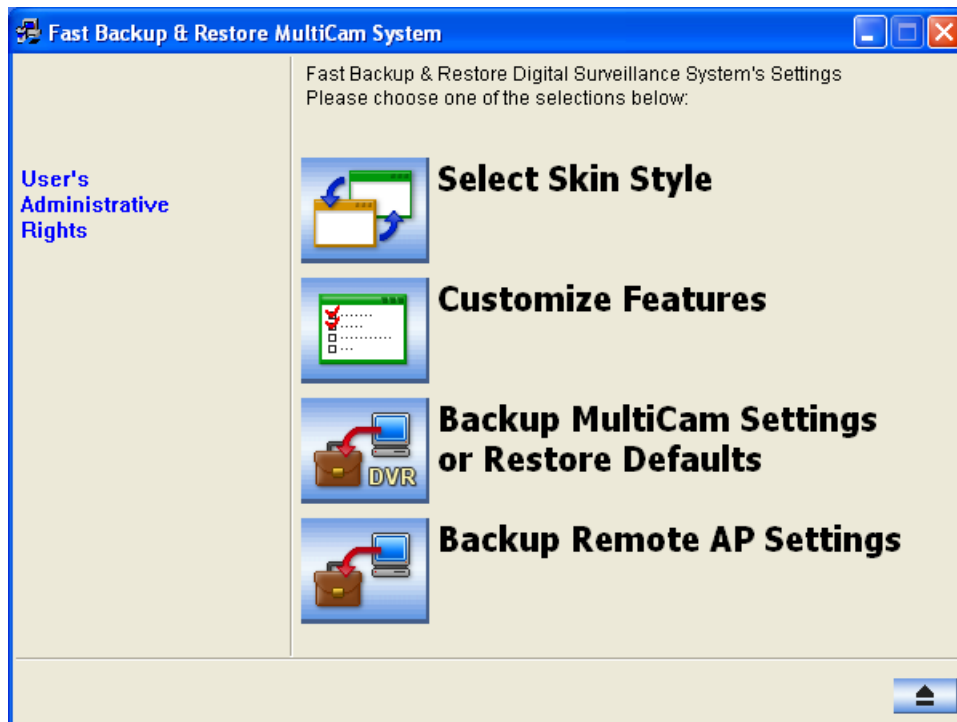 Fast Backup & Restore MultiCam System
Fast Backup & Restore Digital Surveillance System's Settings
Please choose one of the selections below:
User's
Administrative
Rights
Select Skin Style
Customize Features
Backup MultiCam Settings
or Restore Defaults
DVR
Backup Remote AP Settings